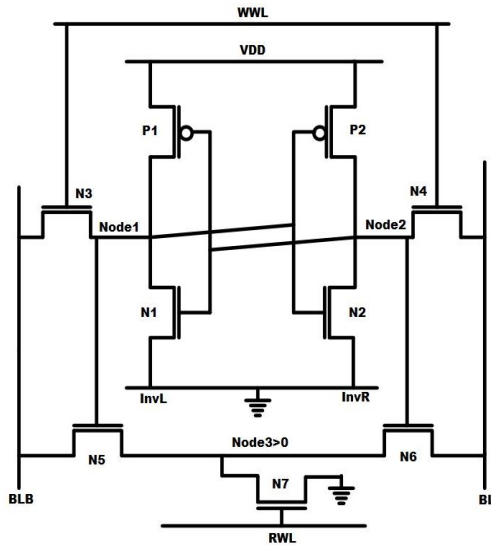 WWL
VDD
P1
P2
N3
N4
Node1
Node2
N1
N2
InvL
InvR
Node3>0
N5
N6
N7
BLB
BL
RWL